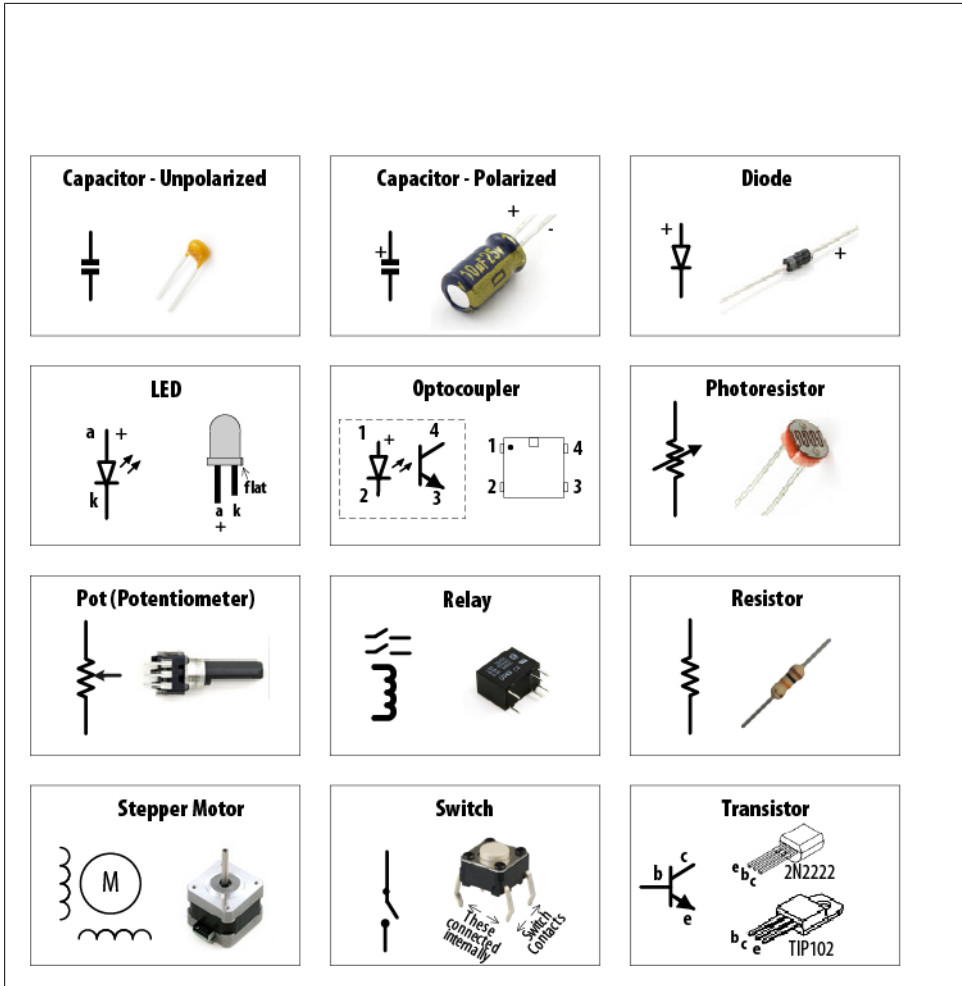 Capacitor - Unpolarized
Capacitor - Polarized
+
+
-
10µF25v
Diode
+
+
LED
a
+
k
flat
a
k
+
Optocoupler
1
+
4
2
3
1
4
2
3
Photoresistor
Pot (Potentiometer)
Relay
Resistor
Stepper Motor
M
Switch
These
connected
internally
Switch
Contacts
Transistor
b
c
e
e
b
c
2N2222
b
c
e
TIP102